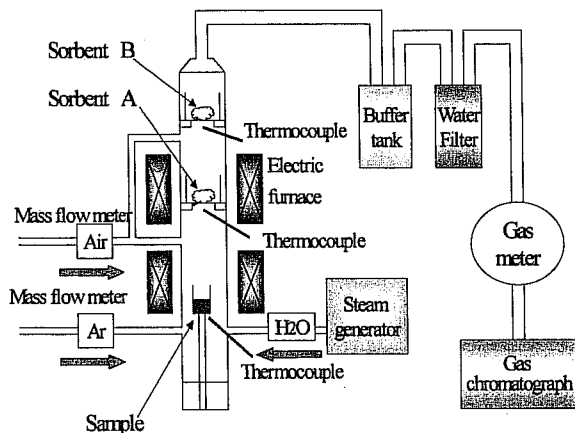 Sorbent B
Sorbent A
Thermocouple
Buffer
tank
Water
Filter
Electric
furnace
Mass flow meter
Air
Thermocouple
Gas
meter
Mass flow meter
Ar
H2O
Steam
generator
Thermocouple
Gas
chromatograph
Sample